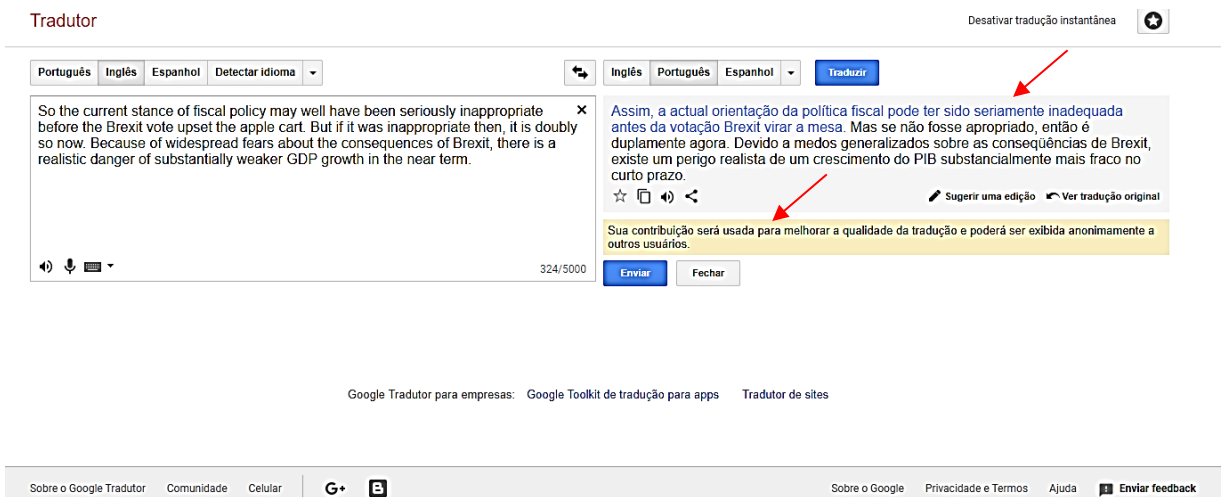 Tradutor
Desativar tradução instantânea
Português Inglês Espanhol Detectar idioma
Inglês Português Espanhol Traduzir
So the current stance of fiscal policy may well have been seriously inappropriate
before the Brexit vote upset the apple cart. But if it was inappropriate then, it is doubly
so now. Because of widespread fears about the consequences of Brexit, there is a
realistic danger of substantially weaker GDP growth in the near term.
324/5000
Assim, a actual orientação da política fiscal pode ter sido seriamente inadequada
antes da votação Brexit virar a mesa. Mas se não fosse apropriado, então é
duplamente agora. Devido a medos generalizados sobre as conseqüências de Brexit,
existe um perigo realista de um crescimento do PIB substancialmente mais fraco no
curto prazo.
Sugerir uma edição Ver tradução original
Sua contribuição será usada para melhorar a qualidade da tradução e poderá ser exibida anonimamente a
outros usuários.
Enviar Fechar
Google Tradutor para empresas: Google Toolkit de tradução para apps Tradutor de sites
Sobre o Google Tradutor Comunidade Celular G+ B Sobre o Google Privacidade e Termos Ajuda Enviar feedback